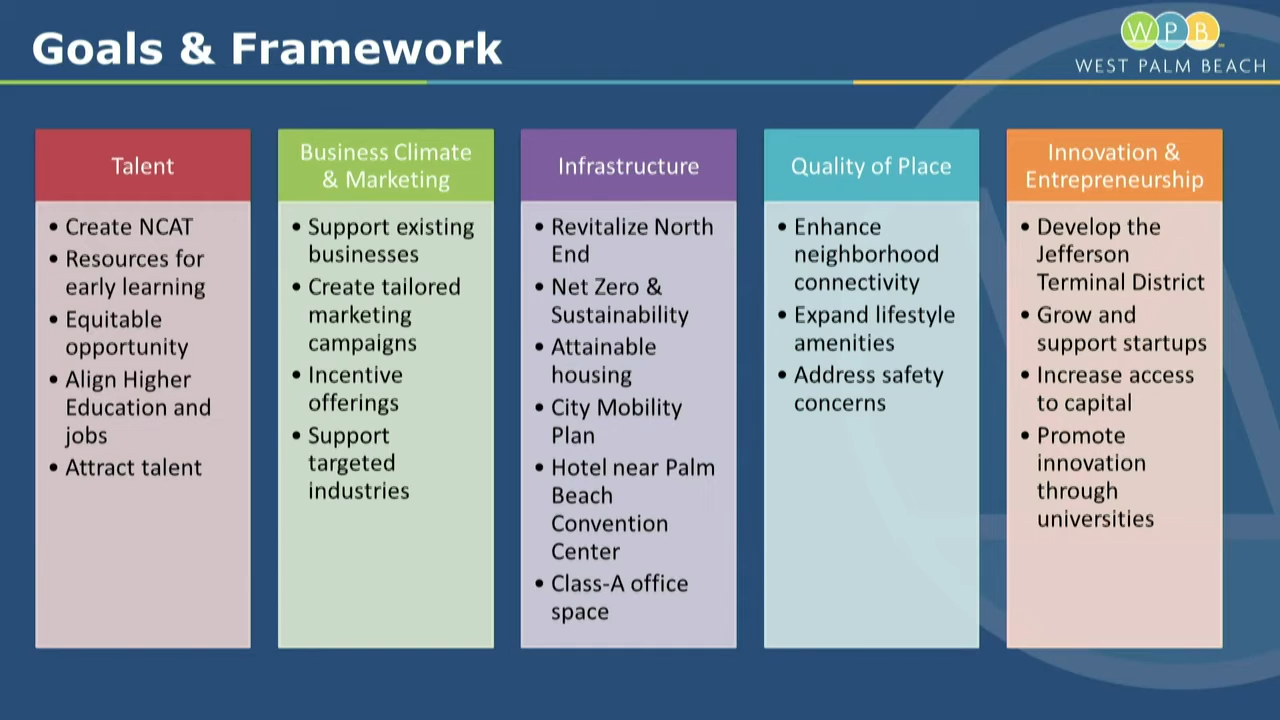 Goals & Framework
WPB
WEST PALM BEACH
Talent
• Create NCAT
• Resources for
early learning
• Equitable
opportunity
• Align Higher
Education and
jobs
• Attract talent
Business Climate
& Marketing
• Support existing
businesses
• Create tailored
marketing
campaigns
• Incentive
offerings
• Support
targeted
industries
Infrastructure
• Revitalize North
End
• Net Zero &
Sustainability
• Attainable
housing
• City Mobility
Plan
• Hotel near Palm
Beach
Convention
Center
• Class-A office
space
Quality of Place
• Enhance
neighborhood
connectivity
• Expand lifestyle
amenities
• Address safety
concerns
Innovation &
Entrepreneurship
• Develop the
Jefferson
Terminal District
• Grow and
support startups
• Increase access
to capital
• Promote
innovation
through
universities